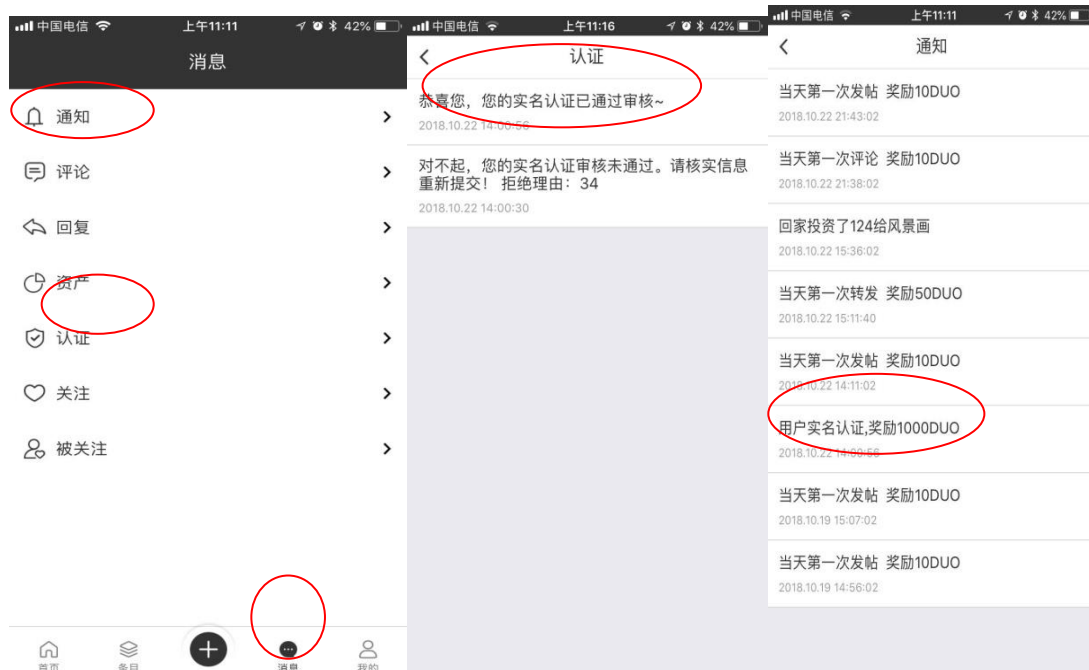 中国电信
上午11:11
42%
消息
通知
评论
回复
资产
认证
关注
被关注
首页
条目
消息
我的
中国电信
上午11:16
42%
认证
恭喜您，您的实名认证已通过审核~
2018.10.22 14:00:56
对不起，您的实名认证审核未通过。请核实信息
重新提交！ 拒绝理由：34
2018.10.22 14:00:30
中国电信
上午11:11
42%
通知
当天第一次发帖 奖励10DUO
2018.10.22 21:43:02
当天第一次评论 奖励10DUO
2018.10.22 21:38:02
回家投资了124给风景画
2018.10.22 15:36:02
当天第一次转发 奖励50DUO
2018.10.22 15:11:40
当天第一次发帖 奖励10DUO
2018.10.22 14:11:02
用户实名认证,奖励1000DUO
2018.10.22 14:00:56
当天第一次发帖 奖励10DUO
2018.10.19 15:07:02
当天第一次发帖 奖励10DUO
2018.10.19 14:56:02